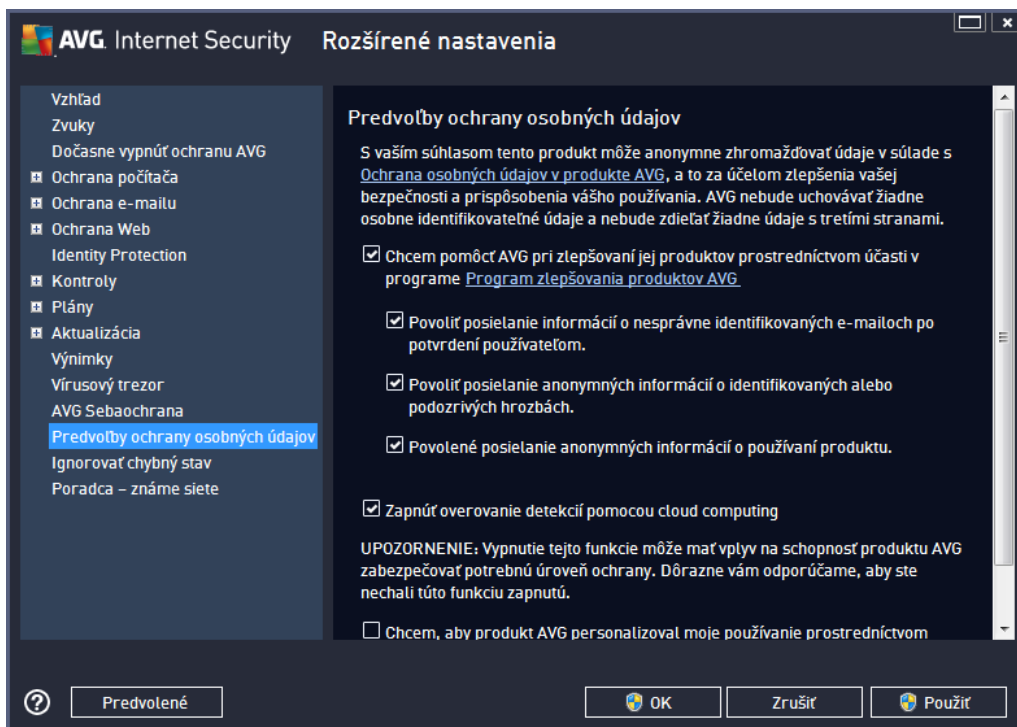 AVG. Internet Security Rozšírené nastavenia
Vzhľad
Zvuky
Dočasne vypnúť ochranu AVG
Ochrana počítača
Ochrana e-mailu
Ochrana Web
Identity Protection
Kontroly
Plány
Aktualizácia
Výnimky
Vírusový trezor
AVG Sebaochrana
Predvoľby ochrany osobných údajov
Ignorovať chybný stav
Poradca – známe siete
Predvoľby ochrany osobných údajov
S vaším súhlasom tento produkt môže anonymne zhromažďovať údaje v súlade s
Ochrana osobných údajov v produkte AVG, a to za účelom zlepšenia vašej
bezpečnosti a prispôsobenia vášho používania. AVG nebude uchovávať žiadne
osobne identifikovateľné údaje a nebude zdieľať žiadne údaje s tretími stranami.
Chcem pomôcť AVG pri zlepšovaní jej produktov prostredníctvom účasti v
programe Program zlepšovania produktov AVG
Povoliť posielanie informácií o nesprávne identifikovaných e-mailoch po
potvrdení používateľom.
Povoliť posielanie anonymných informácií o identifikovaných alebo
podozrivých hrozbách.
Povolené posielanie anonymných informácií o používaní produktu.
Zapnúť overovanie detekcií pomocou cloud computing
UPOZORNENIE: Vypnutie tejto funkcie môže mať vplyv na schopnosť produktu AVG
zabezpečovať potrebnú úroveň ochrany. Dôrazne vám odporúčame, aby ste
nechali túto funkciu zapnutú.
Chcem, aby produkt AVG personalizoval moje používanie prostredníctvom
Predvolené
OK
Zrušiť
Použiť